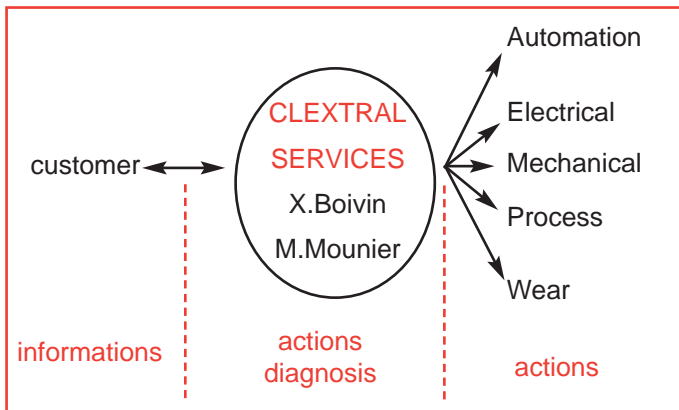 customer
CLEXTRAL
SERVICES
X.Boivin
M.Mounier
Automation
Electrical
Mechanical
Process
Wear
informations
actions
diagnosis
actions